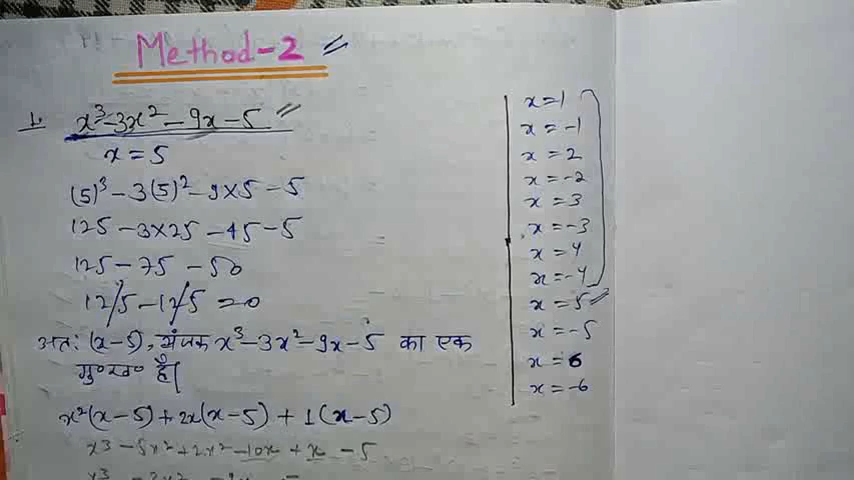 Method-2
1. x³-3x²-9x-5
x=5
(5)³-3(5)²-9×5-5
125-3×25-45-5
125-75-50
125-125=0
अतः (x-5), व्यंजक x³-3x²-9x-5 का एक
गु०ख० है।
x²(x-5)+2x(x-5)+1(x-5)
x3-5x²+2x²-10x+x-5
x=1
x=-1
x=2
x=-2
x=3
x=-3
x=4
x=-4
x=5
x=-5
x=6
x=-6